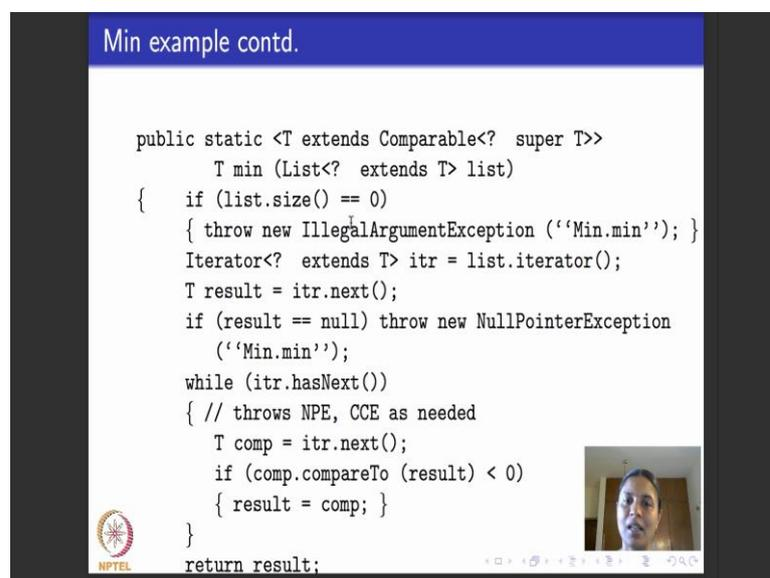 Min example contd.
public static <T extends Comparable<? super T>>
T min (List<? extends T> list)
{ if (list.size() == 0)
{ throw new IllegalArgumentException (‘‘Min.min’’); }
Iterator<? extends T> itr = list.iterator();
T result = itr.next();
if (result == null) throw new NullPointerException
(‘‘Min.min’’);
while (itr.hasNext())
{ // throws NPE, CCE as needed
T comp = itr.next();
if (comp.compareTo (result) < 0)
{ result = comp; }
}
return result;
NPTEL